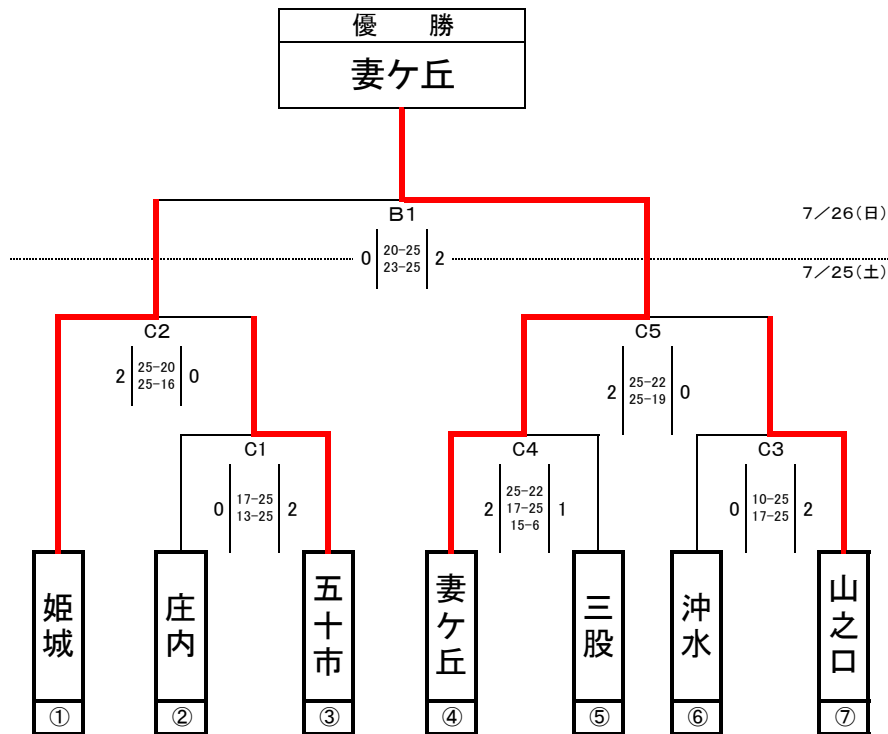 優　勝
妻ケ丘
B1
7／26(日)
0 20-25 2
23-25
7／25(土)
C2
C5
2 25-20 0
25-16
2 25-22 0
25-19
C1
C4
C3
0 17-25 2
13-25
2 25-22 1
17-25
15-6
0 10-25 2
17-25
姫城
庄内
五十市
妻ケ丘
三股
沖水
山之口
① ② ③ ④ ⑤ ⑥ ⑦